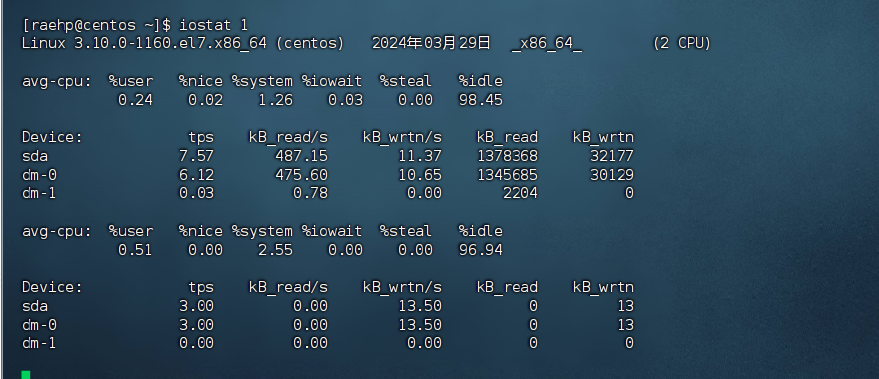 [raehp@centos ~]$ iostat 1
Linux 3.10.0-1160.el7.x86_64 (centos)   2024年03月29日   _x86_64_        (2 CPU)
avg-cpu:  %user   %nice %system %iowait  %steal   %idle
           0.24    0.02    1.26    0.03    0.00   98.45
Device:            tps    kB_read/s    kB_wrtn/s    kB_read    kB_wrtn
sda               7.57       487.15        11.37    1378368      32177
dm-0              6.12       475.60        10.65    1345685      30129
dm-1              0.03         0.78         0.00       2204          0
avg-cpu:  %user   %nice %system %iowait  %steal   %idle
           0.51    0.00    2.55    0.00    0.00   96.94
Device:            tps    kB_read/s    kB_wrtn/s    kB_read    kB_wrtn
sda               3.00         0.00        13.50          0         13
dm-0              3.00         0.00        13.50          0         13
dm-1              0.00         0.00         0.00          0          0